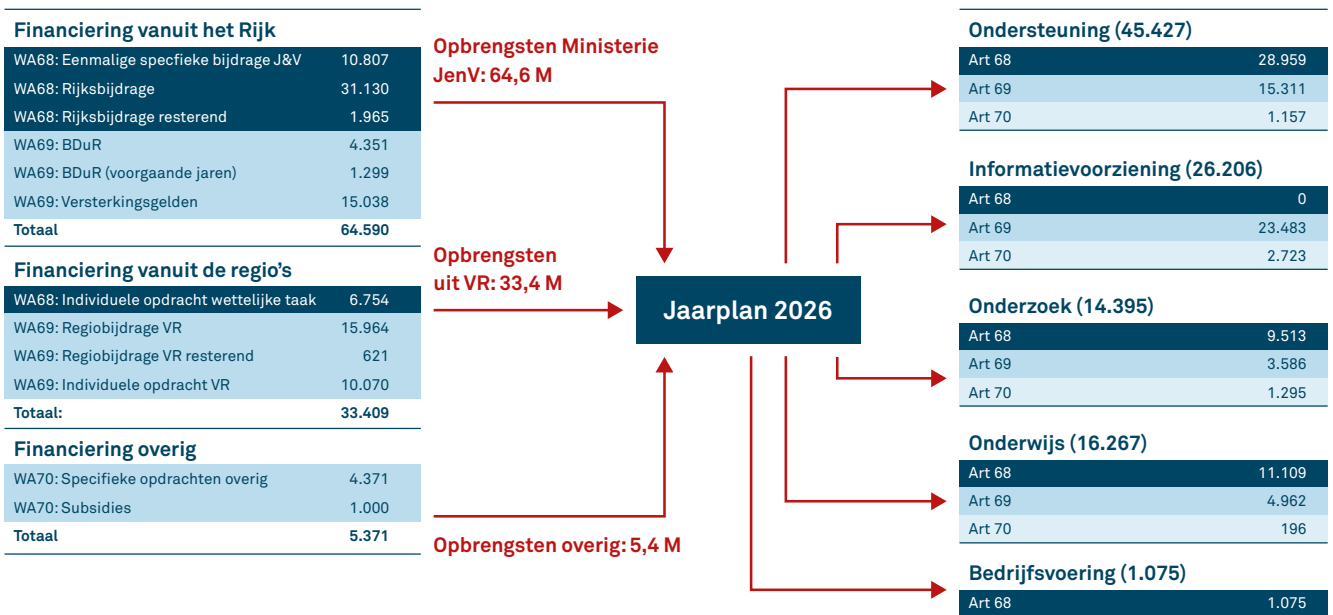 Financiering vanuit het Rijk
WA68: Eenmalige specfieke bijdrage J&V 10.807
WA68: Rijksbijdrage 31.130
WA68: Rijksbijdrage resterend 1.965
WA69: BDuR 4.351
WA69: BDuR (voorgaande jaren) 1.299
WA69: Versterkingsgelden 15.038
Totaal 64.590
Financiering vanuit de regio's
WA68: Individuele opdracht wettelijke taak 6.754
WA69: Regiobijdrage VR 15.964
WA69: Regiobijdrage VR resterend 621
WA69: Individuele opdracht VR 10.070
Totaal: 33.409
Financiering overig
WA70: Specifieke opdrachten overig 4.371
WA70: Subsidies 1.000
Totaal 5.371
Opbrengsten Ministerie
JenV: 64,6 M
Opbrengsten
uit VR: 33,4 M
Opbrengsten overig: 5,4 M
Jaarplan 2026
Ondersteuning (45.427)
Art 68 28.959
Art 69 15.311
Art 70 1.157
Informatievoorziening (26.206)
Art 68 0
Art 69 23.483
Art 70 2.723
Onderzoek (14.395)
Art 68 9.513
Art 69 3.586
Art 70 1.295
Onderwijs (16.267)
Art 68 11.109
Art 69 4.962
Art 70 196
Bedrijfsvoering (1.075)
Art 68 1.075